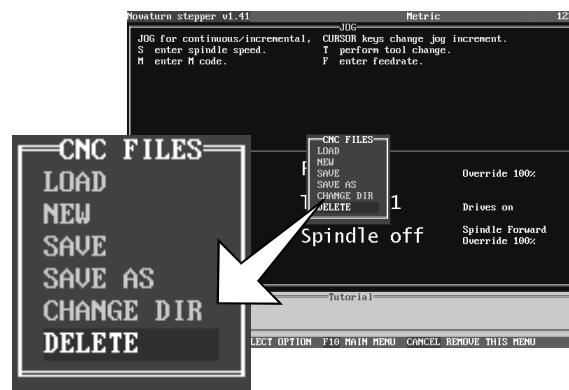 Novaturn stepper v1.41 Metric 12
JOG
JOG for continuous/incremental, CURSOR keys change jog increment.
S enter spindle speed. T perform tool change.
M enter M code. F enter feedrate.
CNC FILES
LOAD
NEW
SAVE
SAVE AS
CHANGE DIR
DELETE
CNC FILES
LOAD
NEW
SAVE
SAVE AS
CHANGE DIR
DELETE
F
Override 100%
T 1 Drives on
Spindle off
Spindle Forward
Override 100%
Tutorial
LECT OPTION F10 MAIN MENU CANCEL REMOVE THIS MENU